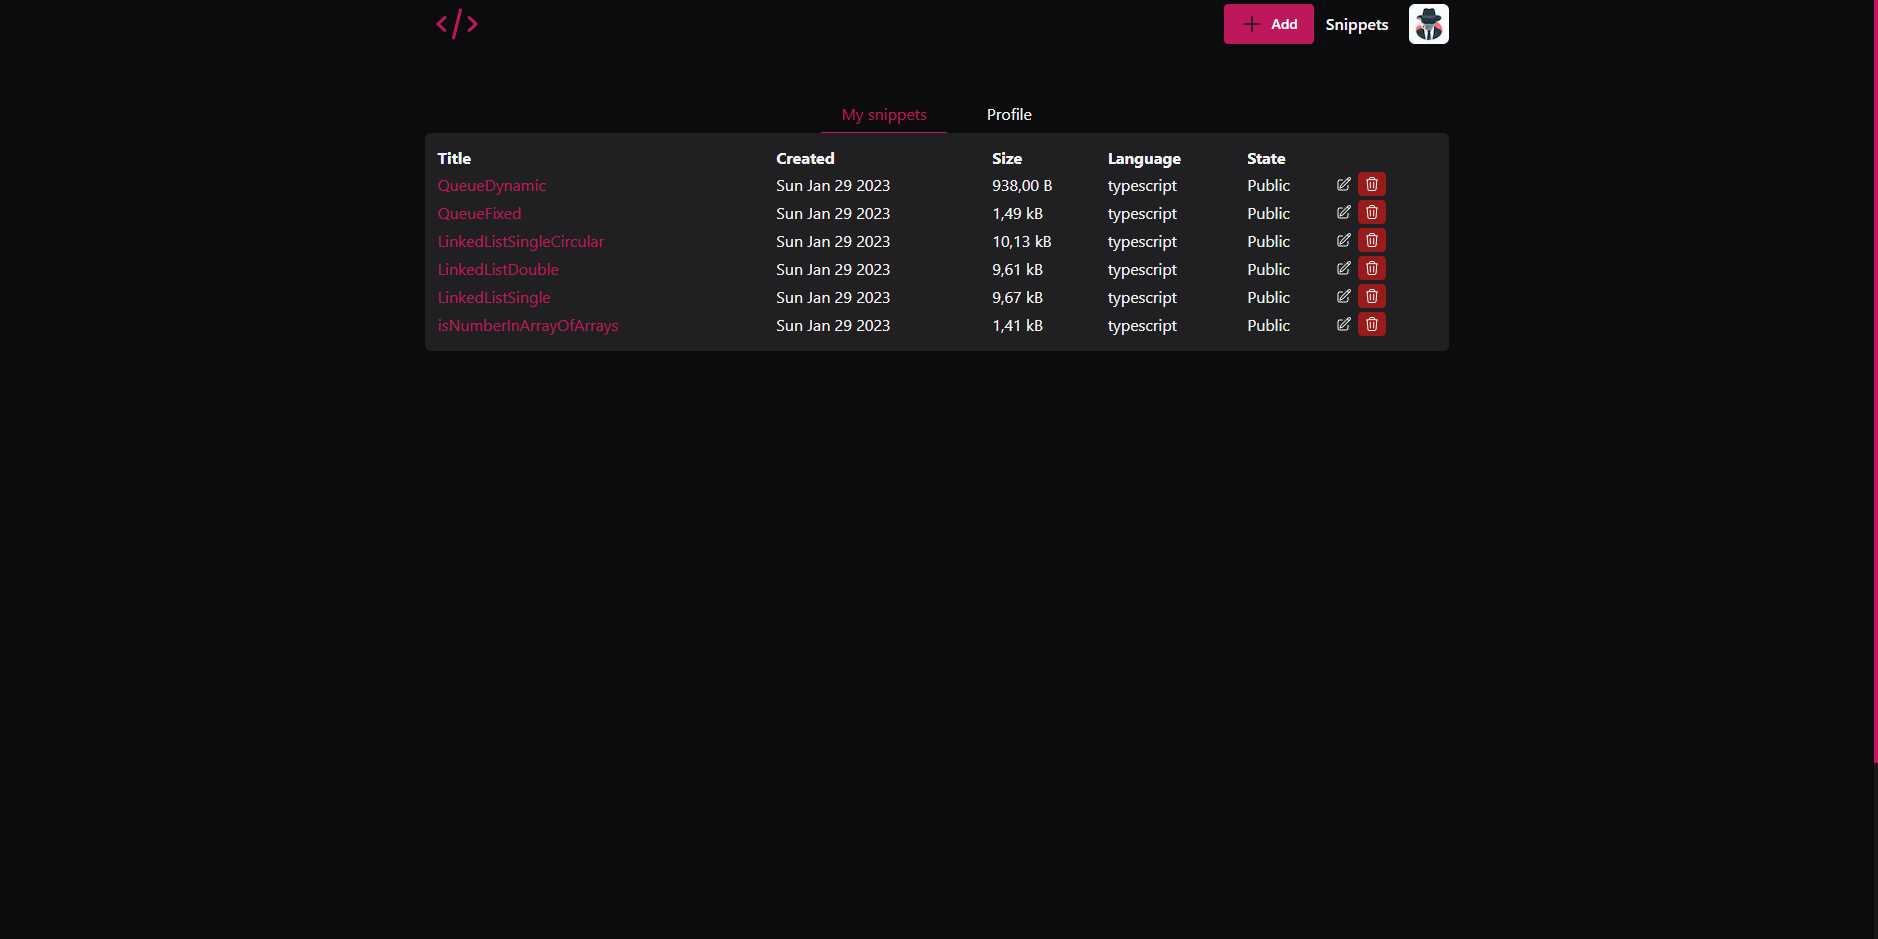 </> Add Snippets
My snippets Profile
Title Created Size Language State
QueueDynamic Sun Jan 29 2023 938,00 B typescript Public
QueueFixed Sun Jan 29 2023 1,49 kB typescript Public
LinkedListSingleCircular Sun Jan 29 2023 10,13 kB typescript Public
LinkedListDouble Sun Jan 29 2023 9,61 kB typescript Public
LinkedListSingle Sun Jan 29 2023 9,67 kB typescript Public
isNumberInArrayOfArrays Sun Jan 29 2023 1,41 kB typescript Public